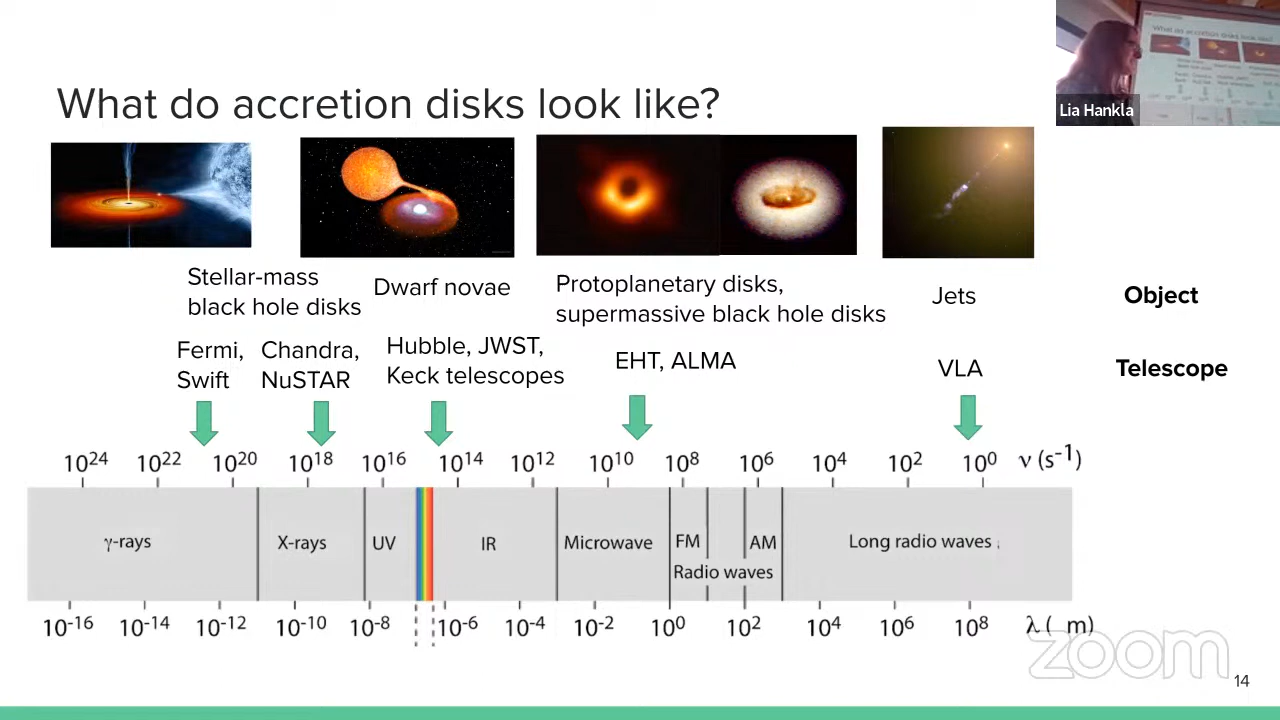 What do accretion disks look like?
Lia Hankla
Stellar-mass
black hole disks
Dwarf novae
Protoplanetary disks,
supermassive black hole disks
Jets
Object
Fermi,
Swift
Chandra,
NuSTAR
Hubble, JWST,
Keck telescopes
EHT, ALMA
VLA
Telescope
10²⁴ 10²² 10²⁰ 10¹⁸ 10¹⁶ 10¹⁴ 10¹² 10¹⁰ 10⁸ 10⁶ 10⁴ 10² 10⁰ ν (s⁻¹)
γ-rays X-rays UV IR Microwave FM AM Long radio waves
Radio waves
10⁻¹⁶ 10⁻¹⁴ 10⁻¹² 10⁻¹⁰ 10⁻⁸ 10⁻⁶ 10⁻⁴ 10⁻² 10⁰ 10² 10⁴ 10⁶ 10⁸ λ ( m)
zoom
14